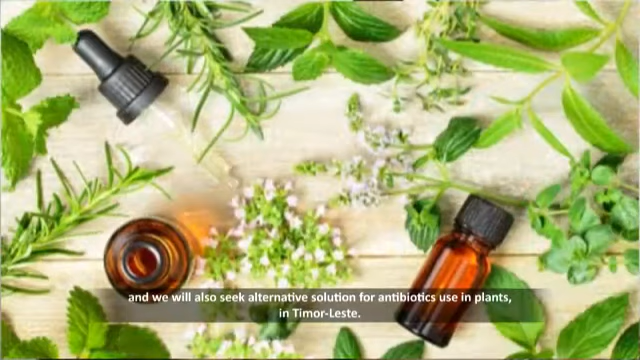 and we will also seek alternative solution for antibiotics use in plants,
in Timor-Leste.